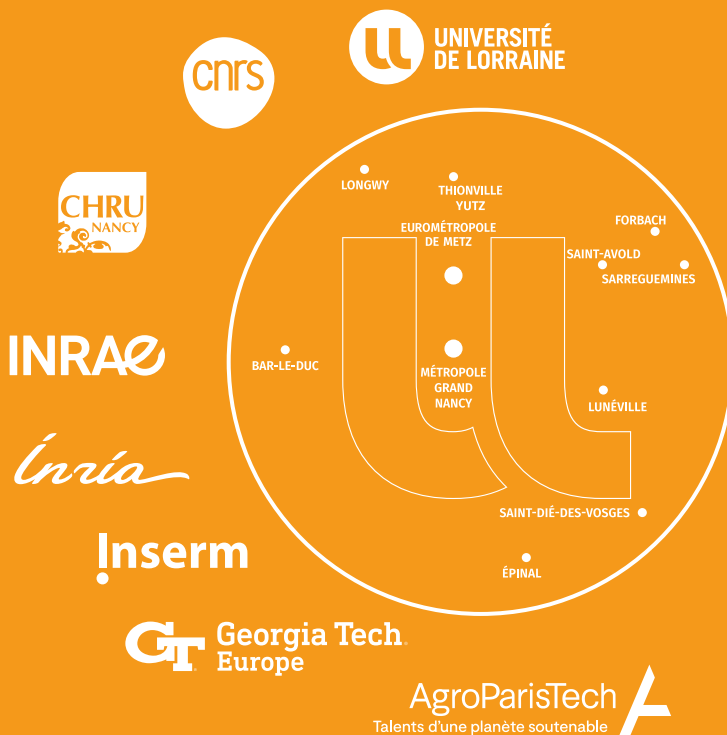 UNIVERSITÉ
DE LORRAINE
cnrs
CHRU
NANCY
LONGWY
THIONVILLE
YUTZ
FORBACH
EUROMÉTROPOLE
DE METZ
SAINT-AVOLD
SARREGUEMINES
INRAE
BAR-LE-DUC
MÉTROPOLE
GRAND
NANCY
LUNÉVILLE
Inria
SAINT-DIÉ-DES-VOSGES
Inserm
ÉPINAL
GT Georgia Tech
Europe
AgroParisTech
Talents d'une planète soutenable